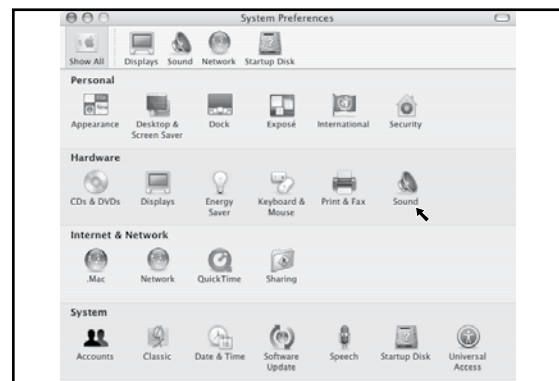 System Preferences
Show All Displays Sound Network Startup Disk
Personal
Appearance Desktop & Screen Saver Dock Exposé International Security
Hardware
CDs & DVDs Displays Energy Saver Keyboard & Mouse Print & Fax Sound
Internet & Network
.Mac Network QuickTime Sharing
System
Accounts Classic Date & Time Software Update Speech Startup Disk Universal Access